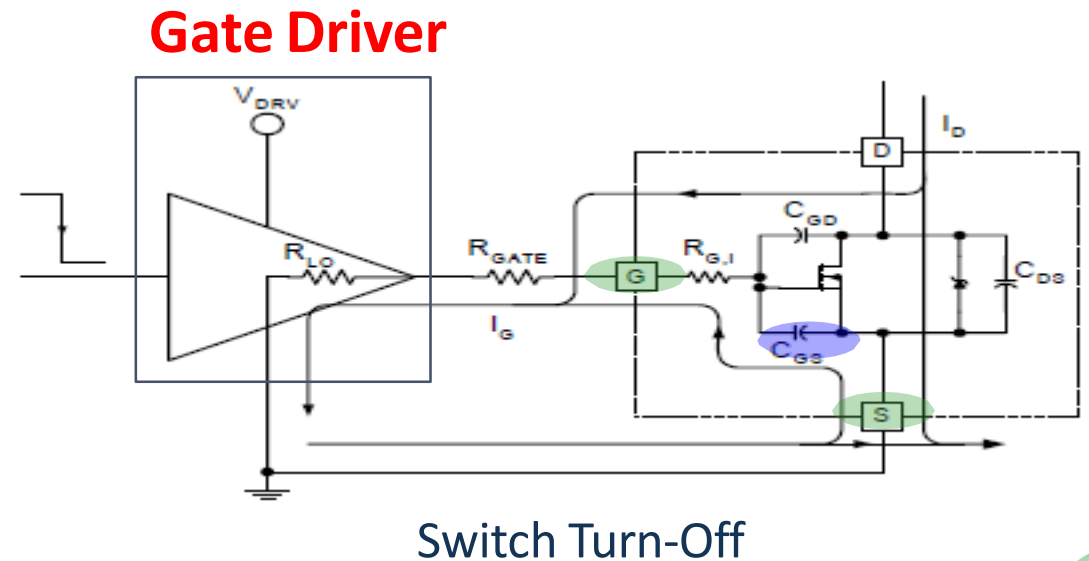 Gate Driver
VDRV
ID
D
CGD
RLO
RGATE
G
RG,I
CDS
IG
CGS
S
Switch Turn-Off